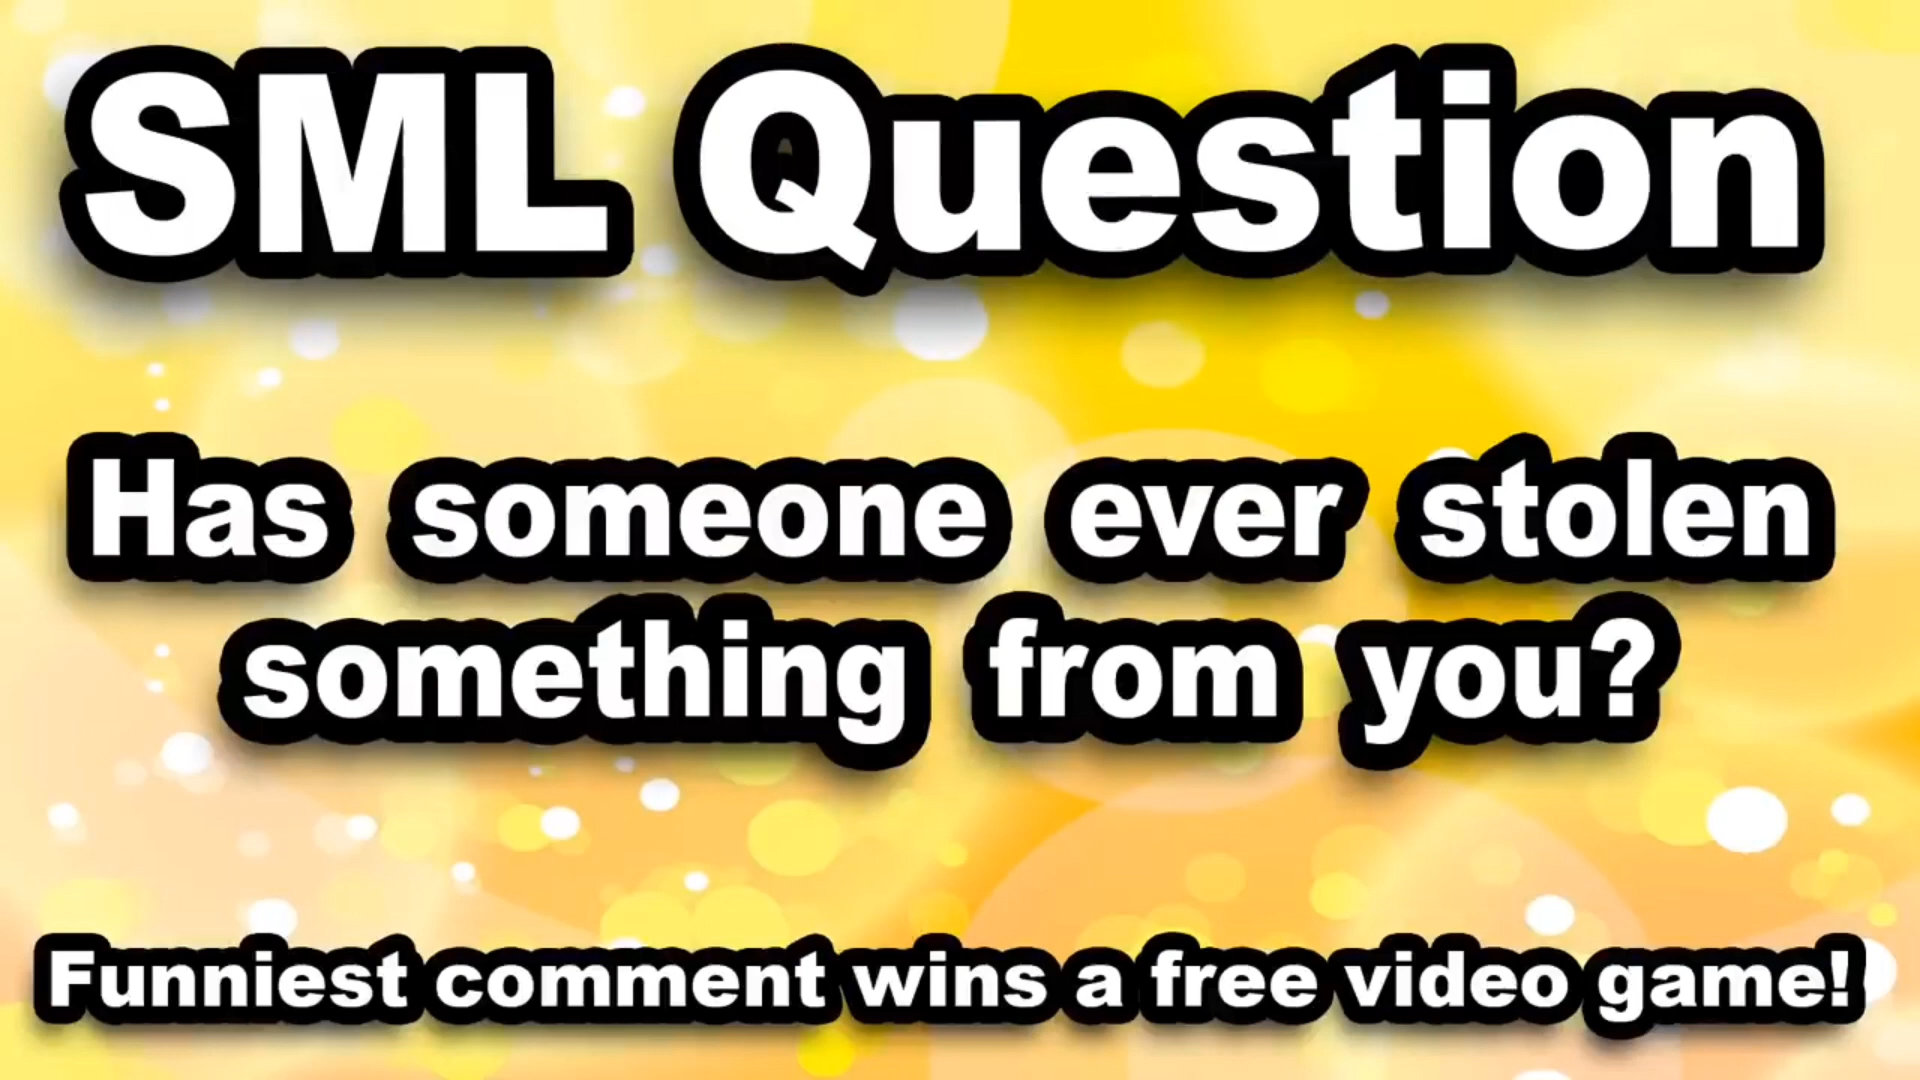 SML Question
Has someone ever stolen
something from you?
Funniest comment wins a free video game!